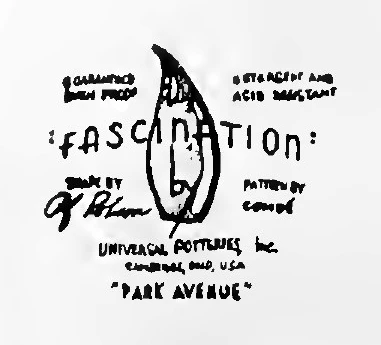 GUARANTEED
OVEN PROOF
DETERGENT AND
ACID RESISTANT
:FASCINATION:
by
SHAPE BY
PATTERN BY
CONDÉ
UNIVERSAL POTTERIES, Inc.
CAMBRIDGE, OHIO, U.S.A
"PARK AVENUE"